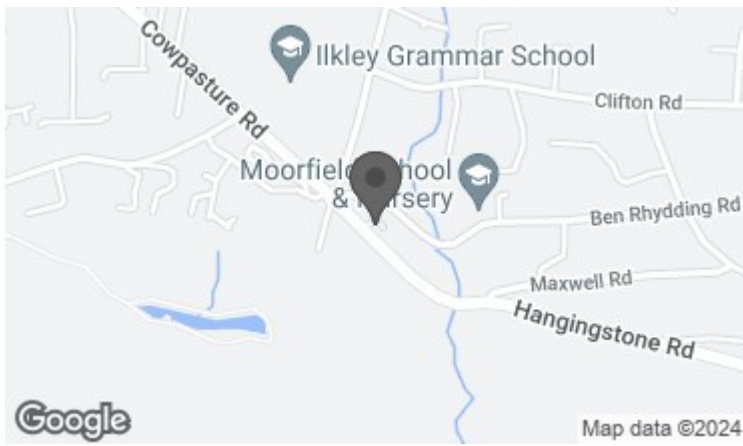 Cowpasture Rd
Ilkley Grammar School
Clifton Rd
Moorfield School
& Nursery
Ben Rhydding Rd
Maxwell Rd
Hangingstone Rd
Google
Map data ©2024